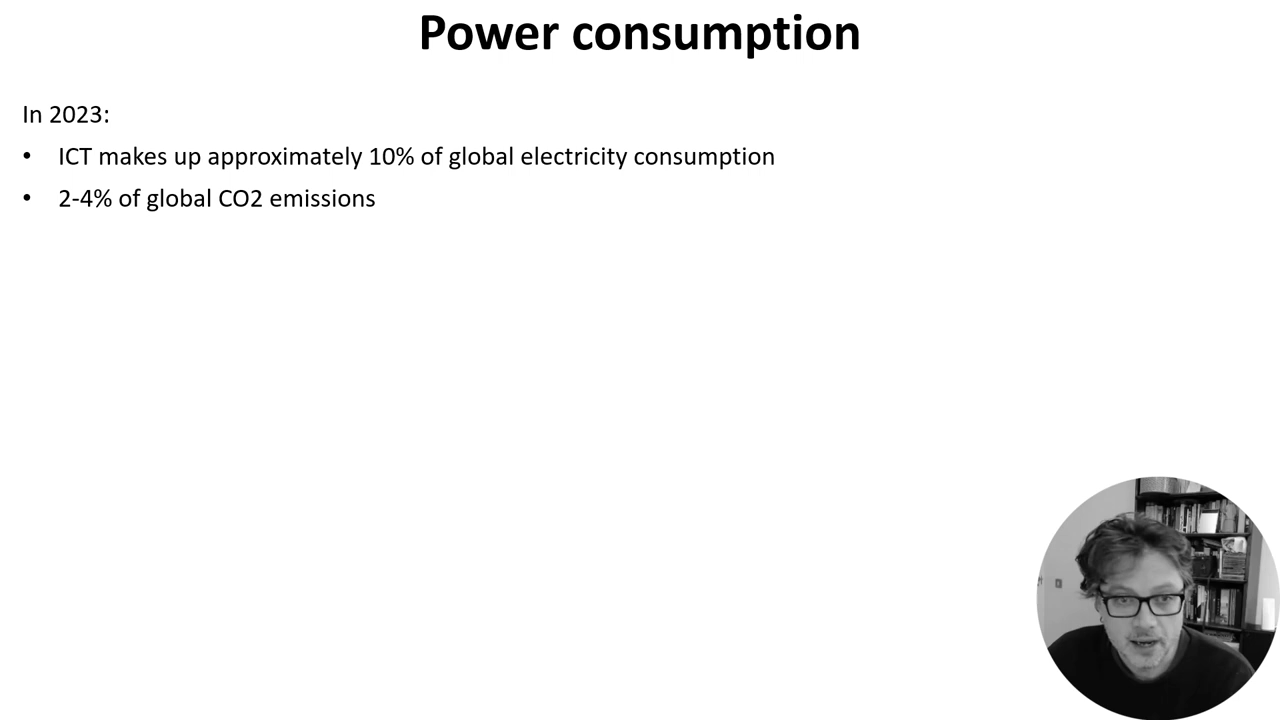 Power consumption
In 2023:
• ICT makes up approximately 10% of global electricity consumption
• 2-4% of global CO2 emissions